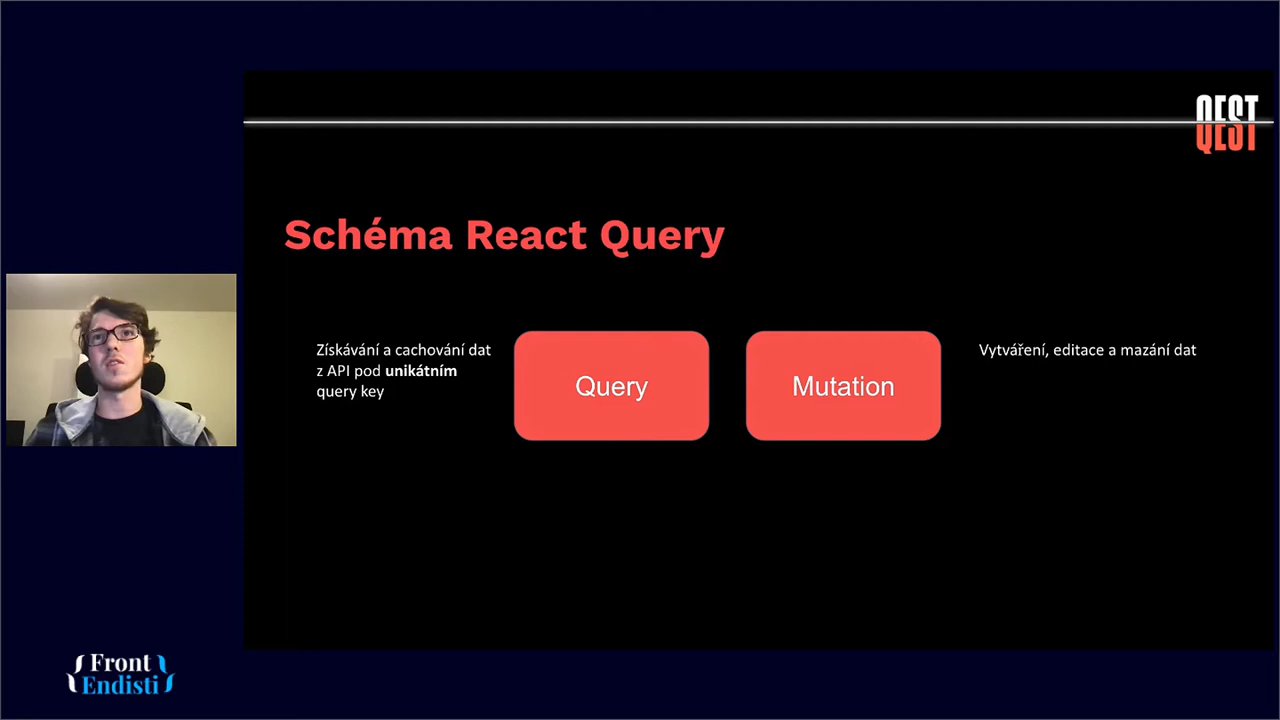 QEST
Schéma React Query
Získávání a cachování dat
z API pod unikátním
query key
Query
Mutation
Vytváření, editace a mazání dat
Front
Endisti